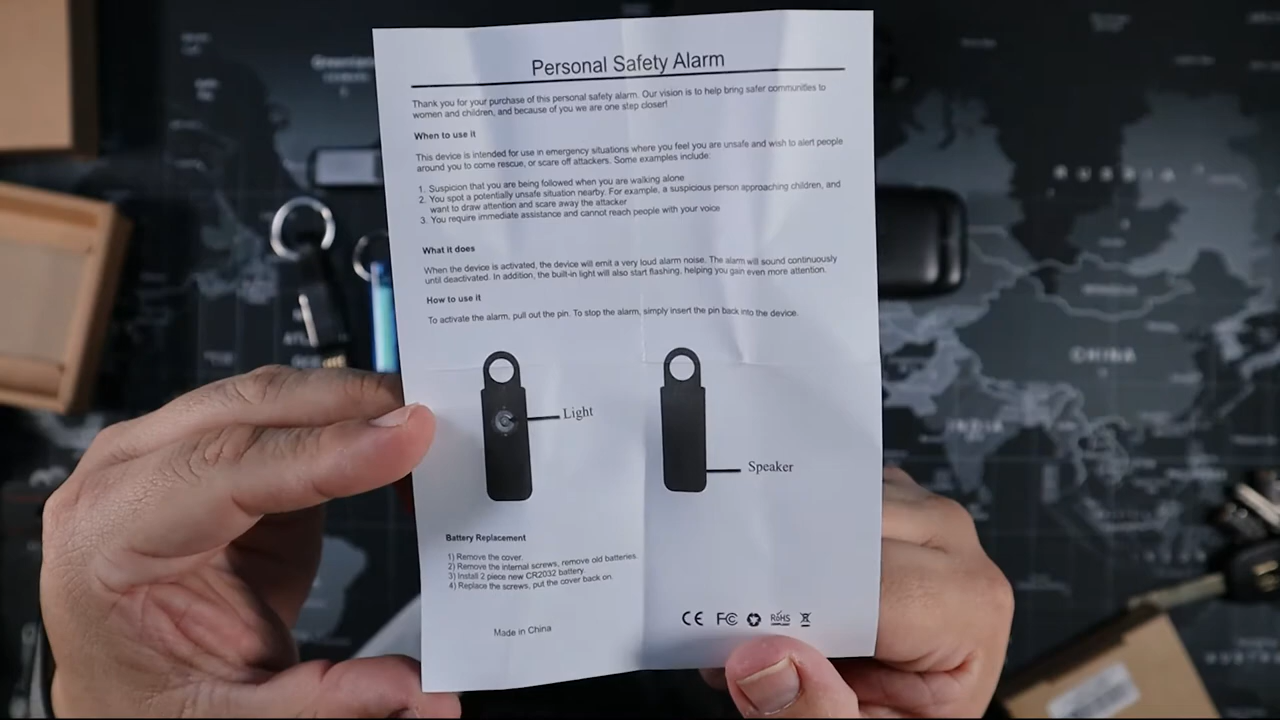 Personal Safety Alarm
Thank you for your purchase of this personal safety alarm. Our vision is to help bring safer communities to
women and children, and because of you we are one step closer!
When to use it
This device is intended for use in emergency situations where you feel you are unsafe and wish to alert people
around you to come rescue, or scare off attackers. Some examples include:
1. Suspicion that you are being followed when you are walking alone
2. You spot a potentially unsafe situation nearby. For example, a suspicious person approaching children, and
want to draw attention and scare away the attacker
3. You require immediate assistance and cannot reach people with your voice
What it does
When the device is activated, the device will emit a very loud alarm noise. The alarm will sound continuously
until deactivated. In addition, the built-in light will also start flashing, helping you gain even more attention.
How to use it
To activate the alarm, pull out the pin. To stop the alarm, simply insert the pin back into the device.
Light
Speaker
Battery Replacement
1) Remove the cover.
2) Remove the internal screws, remove old batteries.
3) Install 2 piece new CR2032 battery.
4) Replace the screws, put the cover back on.
Made in China
CE FC RoHS
RUSSIA
CHINA
INDIA